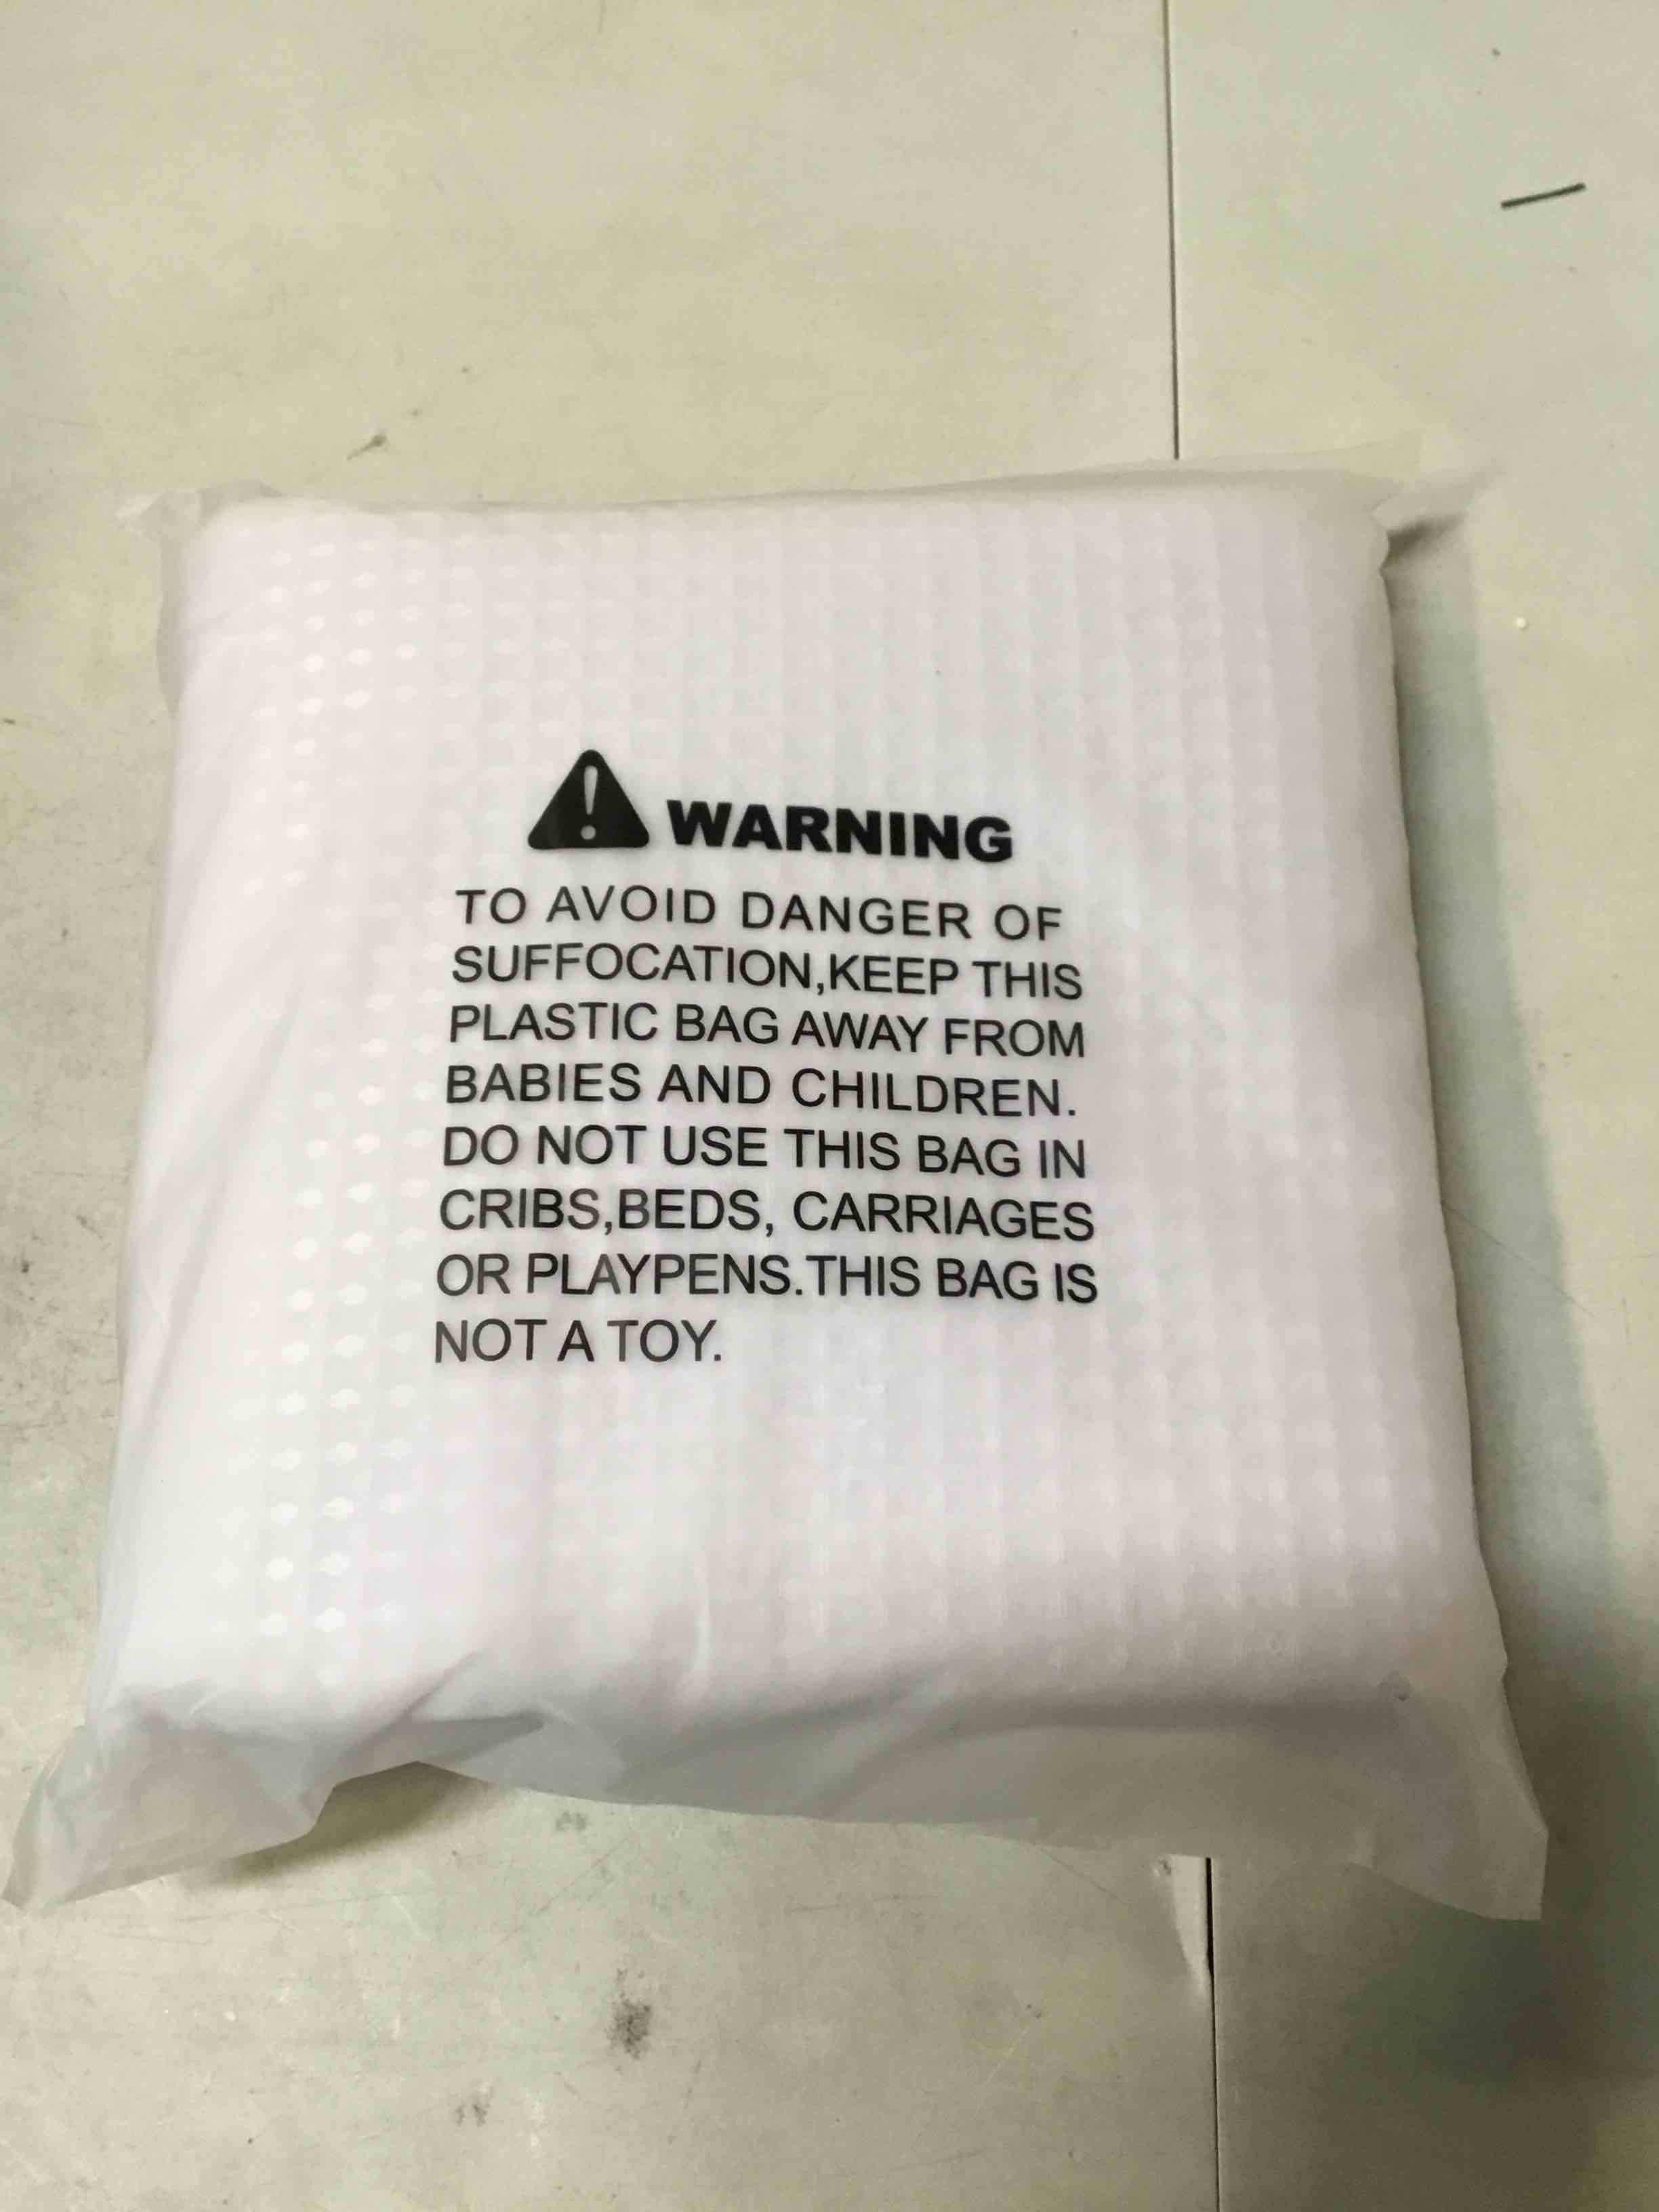 WARNING
TO AVOID DANGER OF
SUFFOCATION,KEEP THIS
PLASTIC BAG AWAY FROM
BABIES AND CHILDREN.
DO NOT USE THIS BAG IN
CRIBS,BEDS, CARRIAGES
OR PLAYPENS.THIS BAG IS
NOT A TOY.